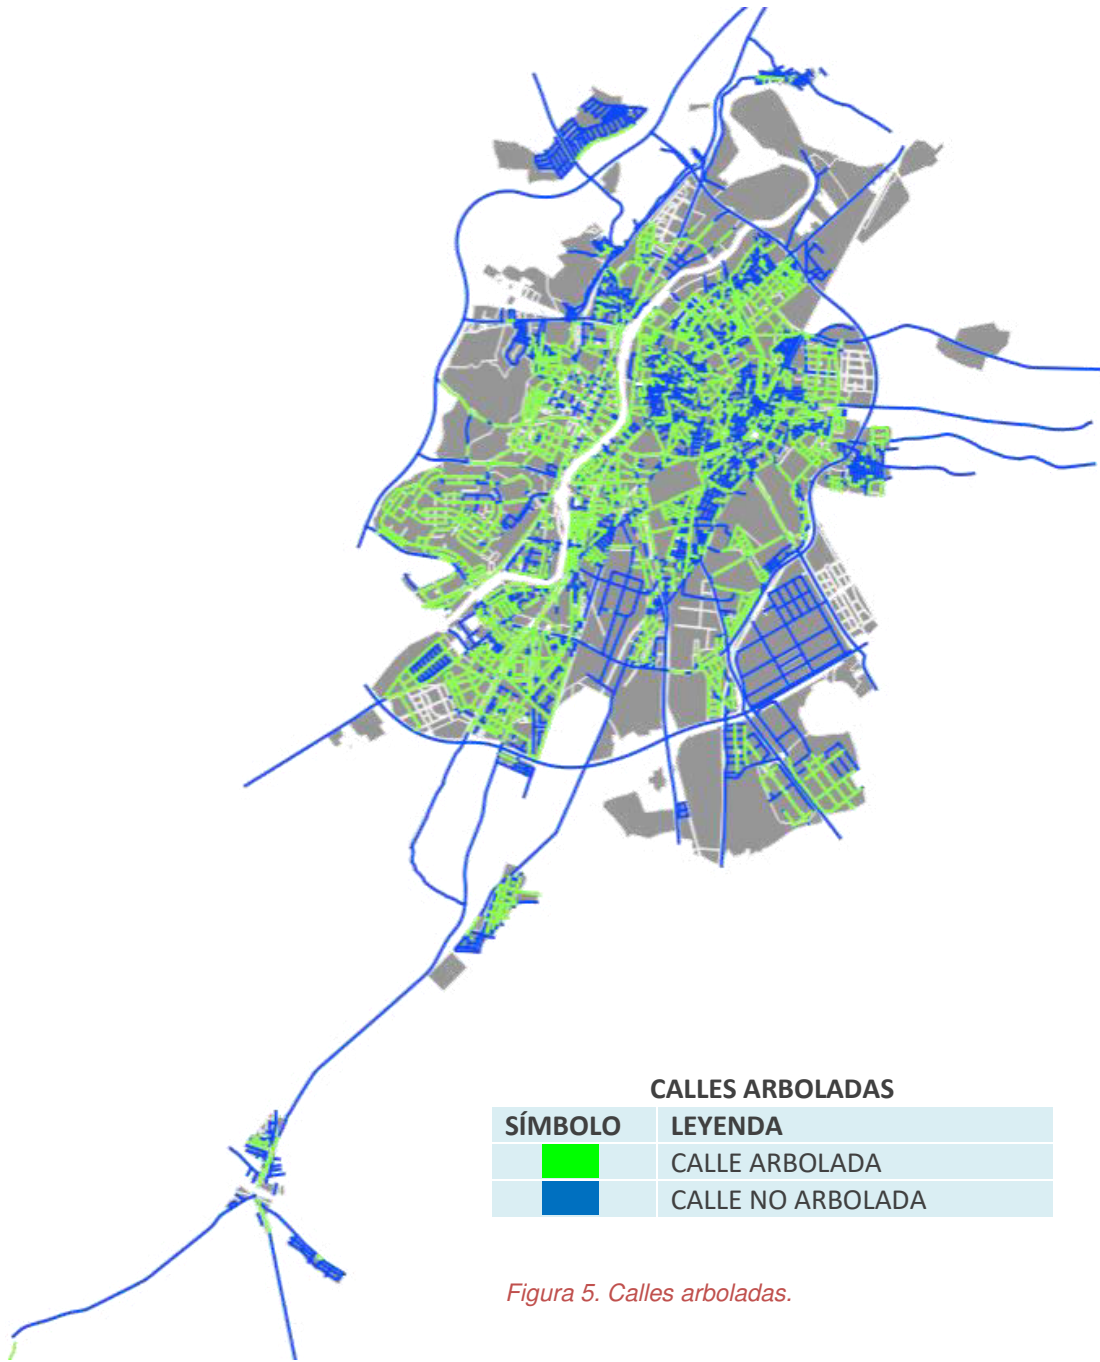 CALLES ARBOLADAS
SÍMBOLO LEYENDA
CALLE ARBOLADA
CALLE NO ARBOLADA
Figura 5. Calles arboladas.